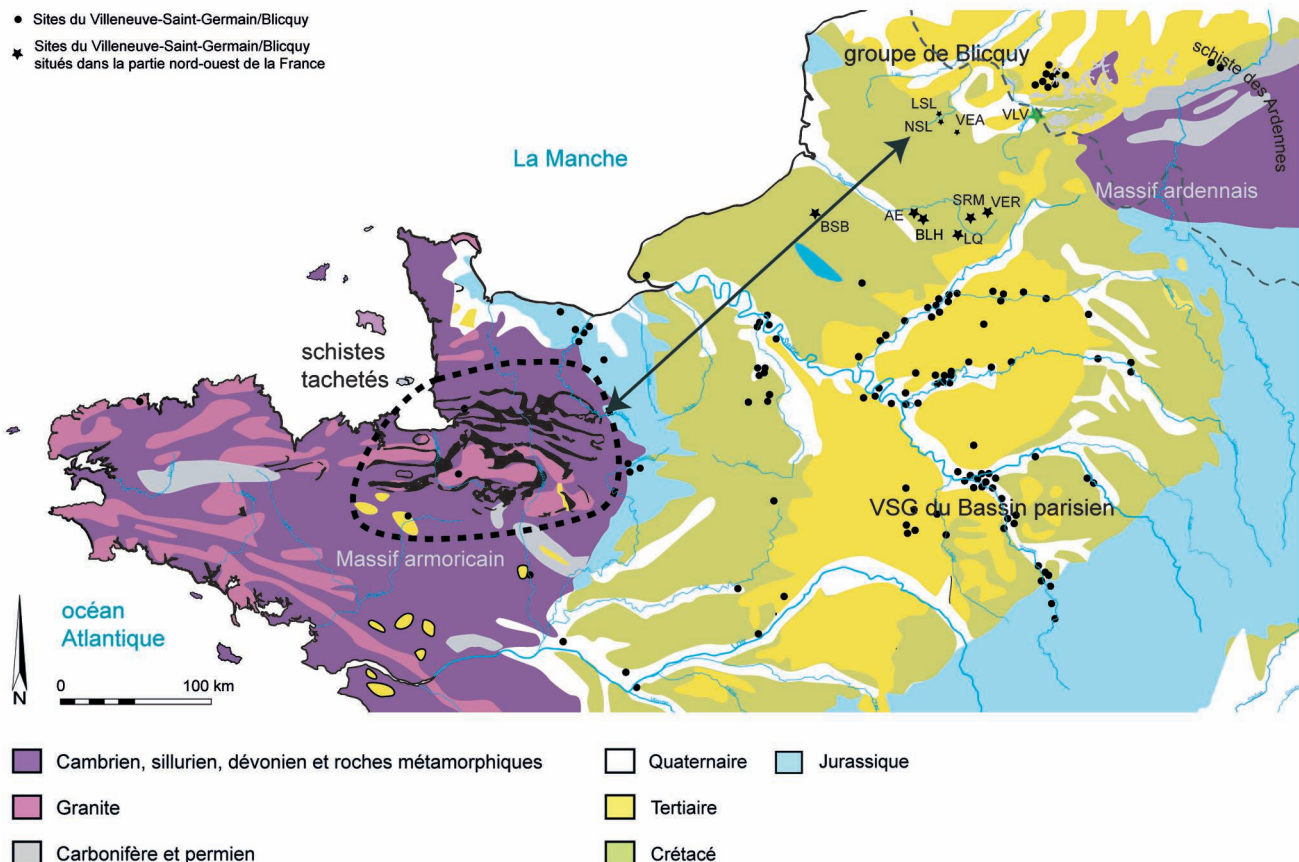 Sites du Villeneuve-Saint-Germain/Blicquy
Sites du Villeneuve-Saint-Germain/Blicquy
situés dans la partie nord-ouest de la France
groupe de Blicquy
schiste des Ardennes
LSL
NSL
VEA
VLV
La Manche
Massif ardennais
SRM
VER
AE
BSB
BLH
LQ
schistes
tachetés
VSG du Bassin parisien
Massif armoricain
océan
Atlantique
N
0
100 km
Cambrien, sillurien, dévonien et roches métamorphiques
Granite
Carbonifère et permien
Quaternaire
Tertiaire
Crétacé
Jurassique